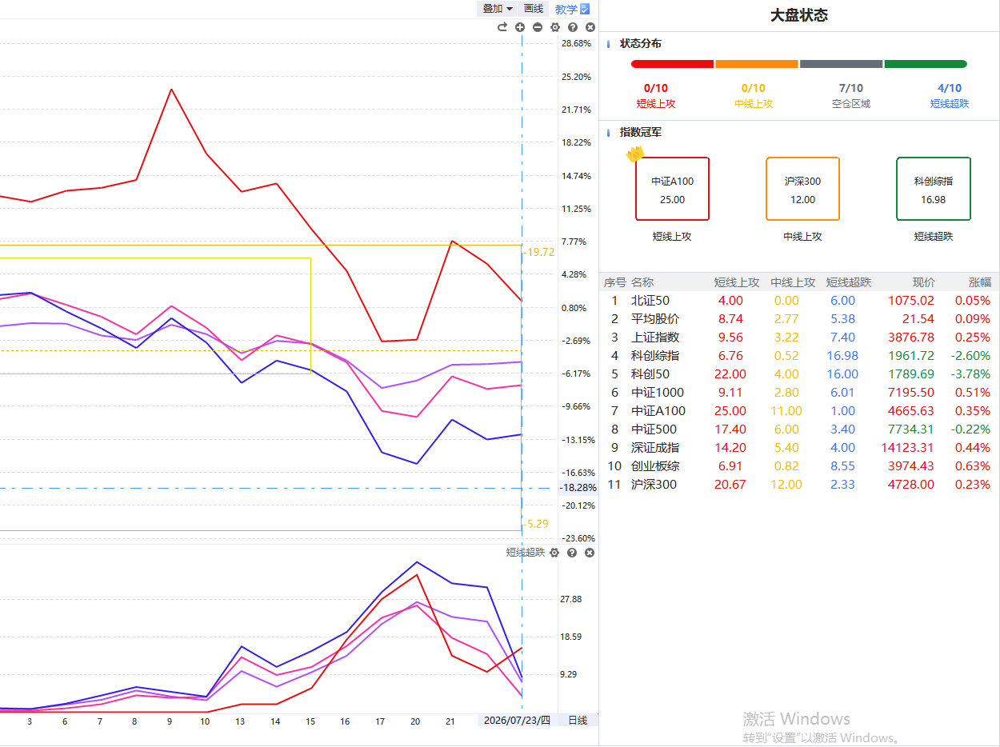 叠加 画线 教学
28.68%
25.20%
21.71%
18.22%
14.74%
11.25%
7.77%
-19.72
4.28%
0.80%
-2.69%
-6.17%
-9.66%
-13.15%
-16.63%
-18.28%
-20.12%
-5.29
-23.60%
短线超跌
27.88
18.59
9.29
3 6 7 8 9 10 13 14 15 16 17 20 21 2026/07/23/四 日线
大盘状态
状态分布
0/10 0/10 7/10 4/10
短线上攻 中线上攻 空仓区域 短线超跌
指数冠军
中证A100 沪深300 科创综指
25.00 12.00 16.98
短线上攻 中线上攻 短线超跌
序号 名称 短线上攻 中线上攻 短线超跌 现价 涨幅
1 北证50 4.00 0.00 6.00 1075.02 0.05%
2 平均股价 8.74 2.77 5.38 21.54 0.09%
3 上证指数 9.56 3.22 7.40 3876.78 0.25%
4 科创综指 6.76 0.52 16.98 1961.72 -2.60%
5 科创50 22.00 4.00 16.00 1789.69 -3.78%
6 中证1000 9.11 2.80 6.01 7195.50 0.51%
7 中证A100 25.00 11.00 1.00 4665.63 0.35%
8 中证500 17.40 6.00 3.40 7734.31 -0.22%
9 深证成指 14.20 5.40 4.00 14123.31 0.44%
10 创业板综 6.91 0.82 8.55 3974.43 0.63%
11 沪深300 20.67 12.00 2.33 4728.00 0.23%
激活 Windows
转到"设置"以激活 Windows。